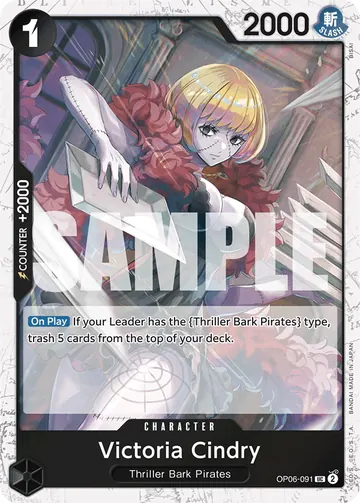 1
2000
斬
SLASH
COUNTER +2000
SAMPLE
On Play If your Leader has the {Thriller Bark Pirates} type,
trash 5 cards from the top of your deck.
CHARACTER
Victoria Cindry
Thriller Bark Pirates
OP06-091 UC 2
BANDAI MADE IN JAPAN